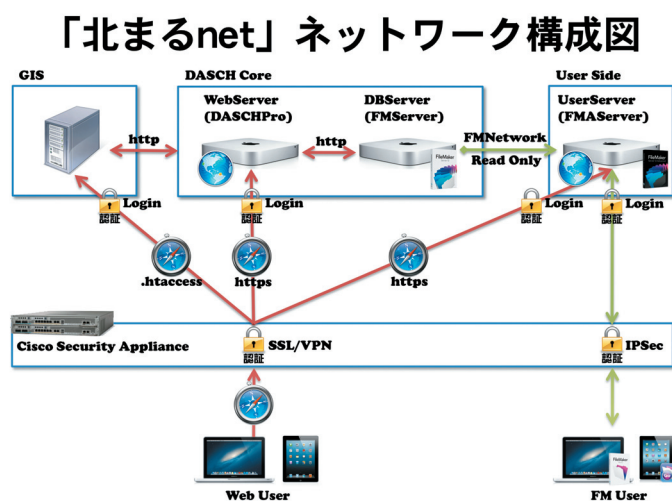 「北まるnet」ネットワーク構成図
GIS
DASCH Core
User Side
WebServer
(DASCHPro)
DBServer
(FMServer)
UserServer
(FMAServer)
http
http
FMNetwork
Read Only
FileMaker
FileMaker
Login
認証
Login
認証
Login
認証
Login
認証
.htaccess
https
https
Cisco Security Appliance
SSL/VPN
認証
IPSec
認証
Web User
FileMaker
FM User